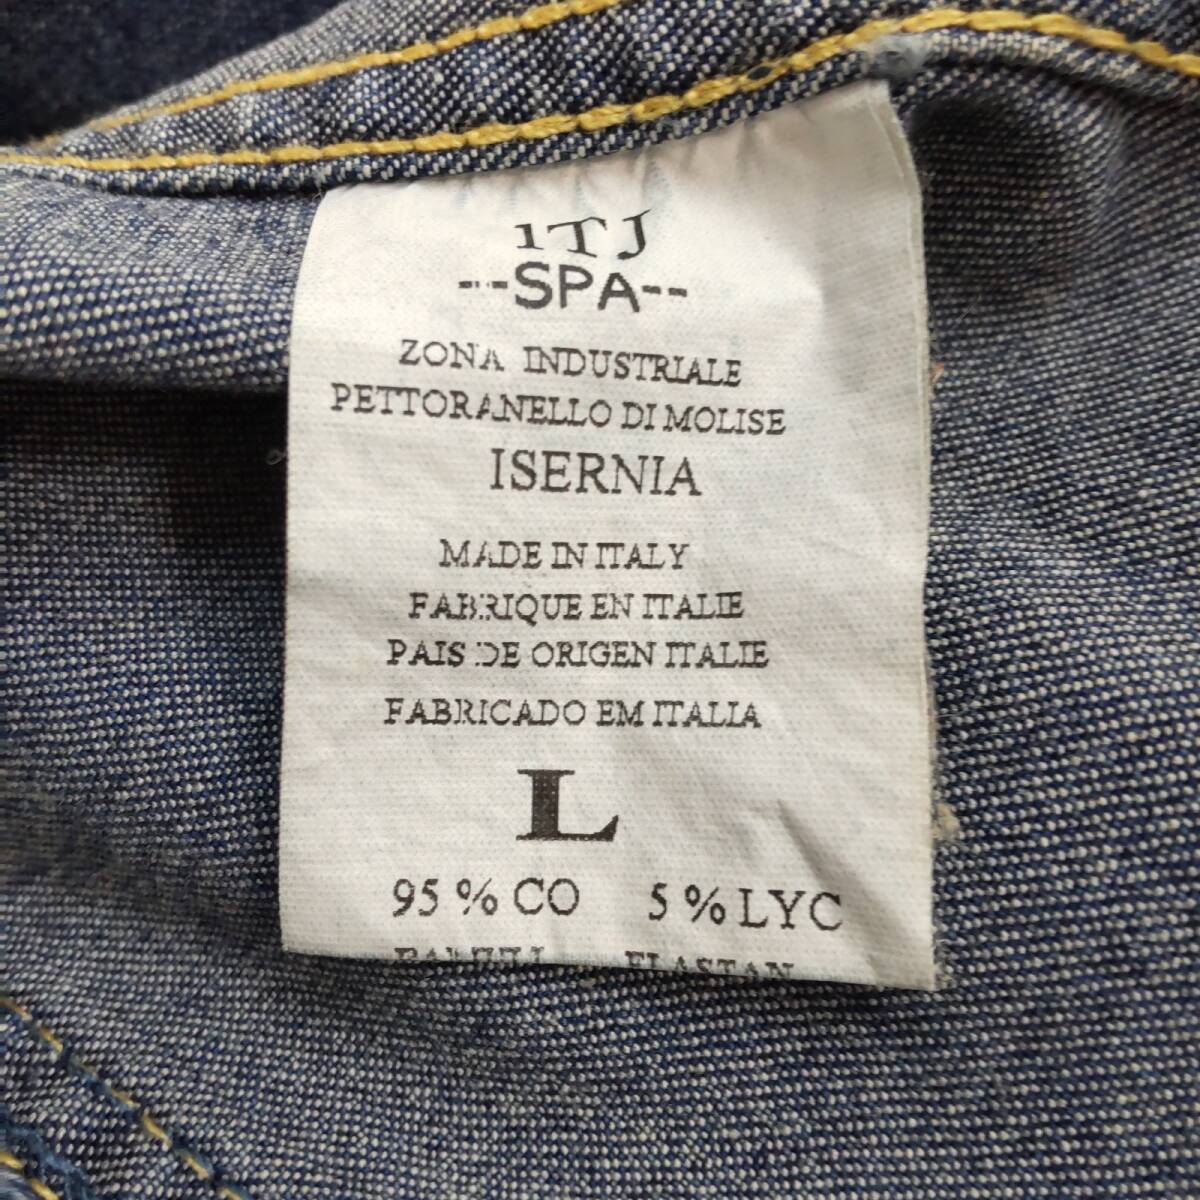 ITJ
---SPA--
ZONA INDUSTRIALE
PETTORANELLO DI MOLISE
ISERNIA
MADE IN ITALY
FABRIQUE EN ITALIE
PAIS DE ORIGEN ITALIE
FABRICADO EM ITALIA
L
95 % CO 5 % LYC
ELASTAN